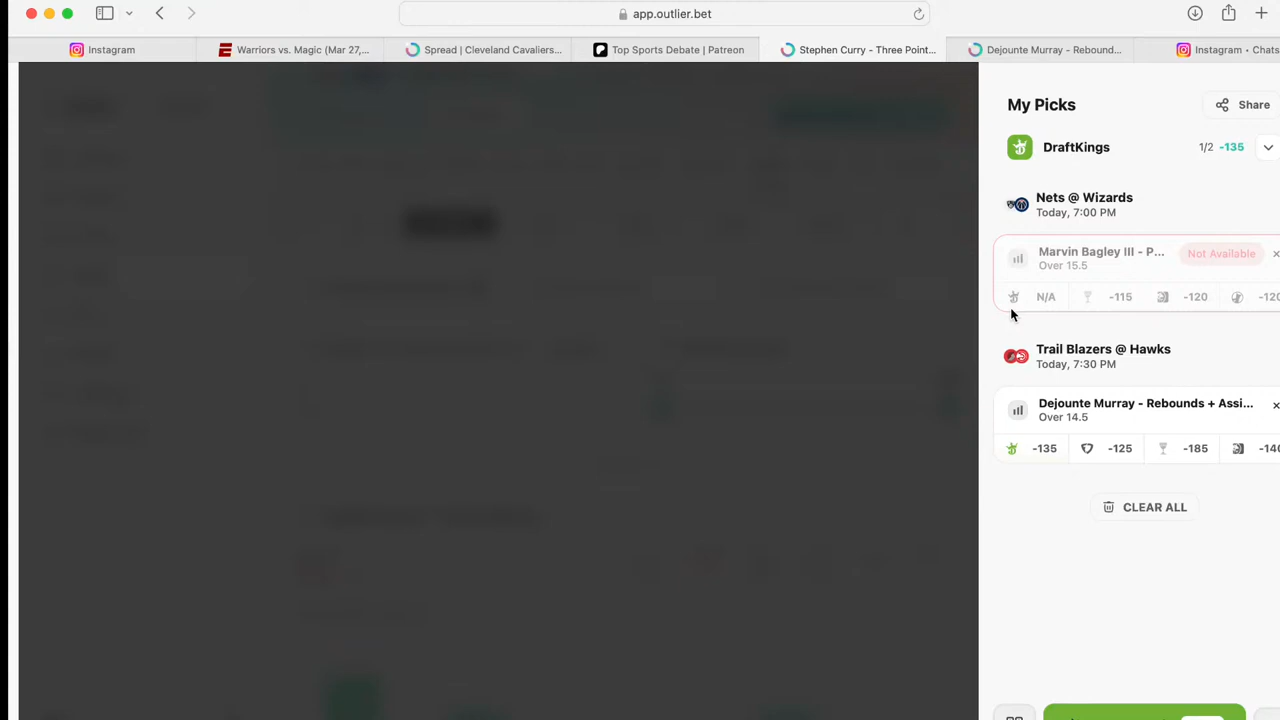 app.outlier.bet
Instagram
Warriors vs. Magic (Mar 27,...
Spread | Cleveland Cavaliers...
Top Sports Debate | Patreon
Stephen Curry - Three Point...
Dejounte Murray - Rebound...
Instagram • Chats
My Picks
Share
DraftKings
1/2 -135
Nets @ Wizards
Today, 7:00 PM
Marvin Bagley III - P...
Not Available
Over 15.5
N/A
-115
-120
-120
Trail Blazers @ Hawks
Today, 7:30 PM
Dejounte Murray - Rebounds + Assi...
Over 14.5
-135
-125
-185
-140
CLEAR ALL